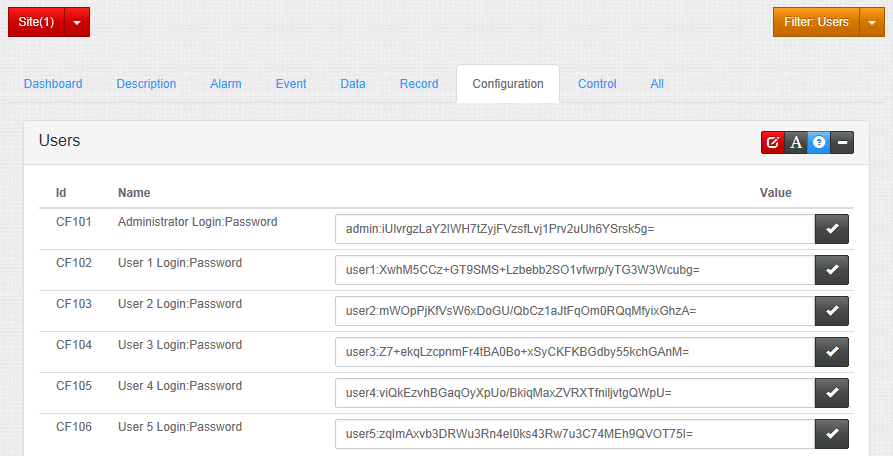 Site(1) Filter: Users
Dashboard Description Alarm Event Data Record Configuration Control All
Users A ?
Id Name Value
CF101 Administrator Login:Password admin:iUlvrgzLaY2lWH7tZyjFVzsfLvj1Prv2uUh6YSrsk5g=
CF102 User 1 Login:Password user1:XwhM5CCz+GT9SMS+Lzbebb2SO1vfwrp/yTG3W3Wcubg=
CF103 User 2 Login:Password user2:mWOpPjKfVsW6xDoGU/QbCz1aJtFqOm0RQqMfyixGhzA=
CF104 User 3 Login:Password user3:Z7+ekqLzcpnmFr4tBA0Bo+xSyCKFKBGdby55kchGAnM=
CF105 User 4 Login:Password user4:viQkEzvhBGaqOyXpUo/BkiqMaxZVRXTfniljvtgQWpU=
CF106 User 5 Login:Password user5:zqlmAxvb3DRWu3Rn4eI0ks43Rw7u3C74MEh9QVOT75I=